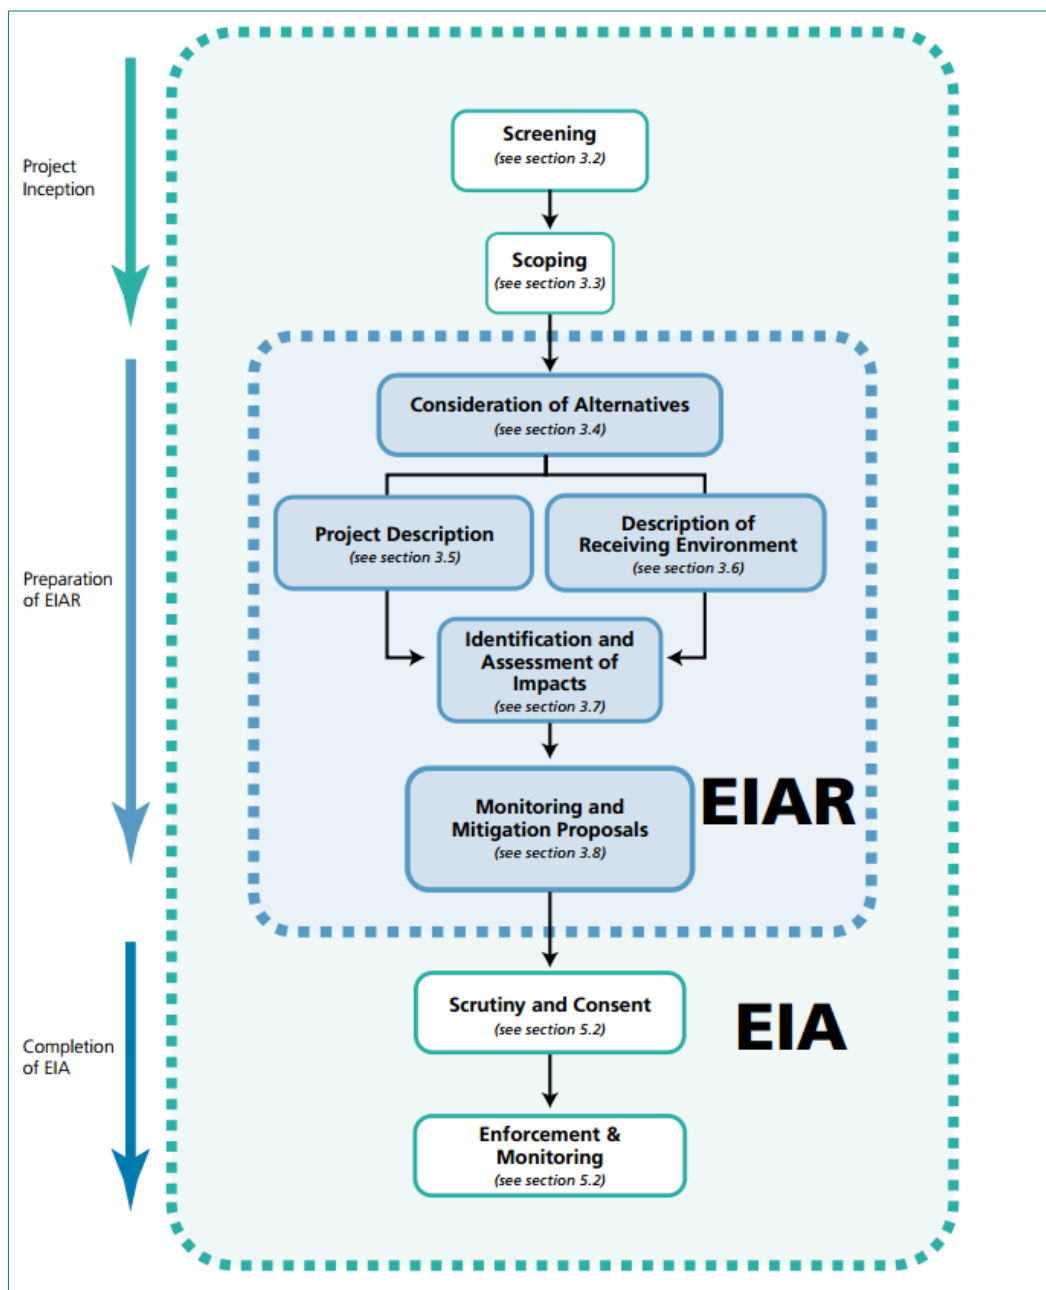 Project
Inception
Screening
(see section 3.2)
Scoping
(see section 3.3)
Preparation
of EIAR
Consideration of Alternatives
(see section 3.4)
Project Description
(see section 3.5)
Description of
Receiving Environment
(see section 3.6)
Identification and
Assessment of
Impacts
(see section 3.7)
Monitoring and
Mitigation Proposals
(see section 3.8)
EIAR
Completion
of EIA
Scrutiny and Consent
(see section 5.2)
EIA
Enforcement &
Monitoring
(see section 5.2)